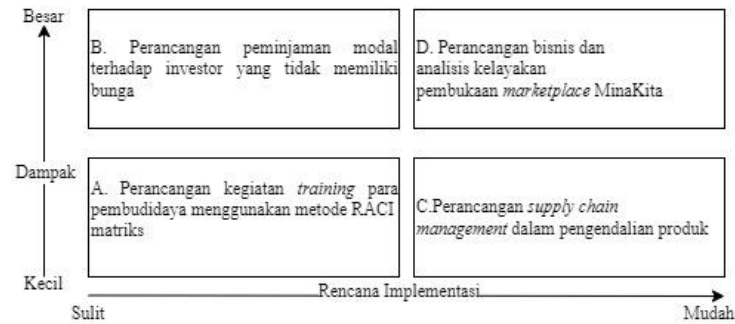 Besar
B. Perancangan peminjaman modal
terhadap investor yang tidak memiliki
bunga
D. Perancangan bisnis dan
analisis kelayakan
pembukaan marketplace MinaKita
Dampak
A. Perancangan kegiatan training para
pembudidaya menggunakan metode RACI
matriks
C.Perancangan supply chain
management dalam pengendalian produk
Kecil
Rencana Implementasi
Sulit
Mudah